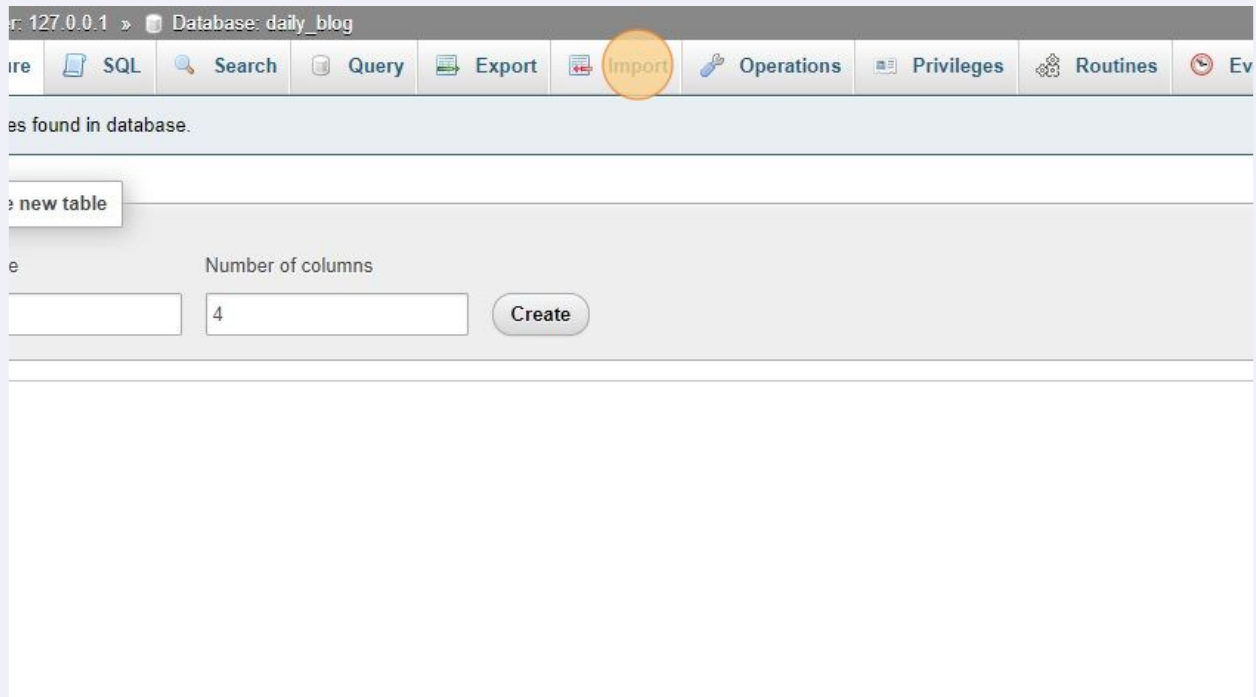 r: 127.0.0.1 » Database: daily_blog
ure SQL Search Query Export Import Operations Privileges Routines Ev
es found in database.
e new table
e Number of columns
4 Create